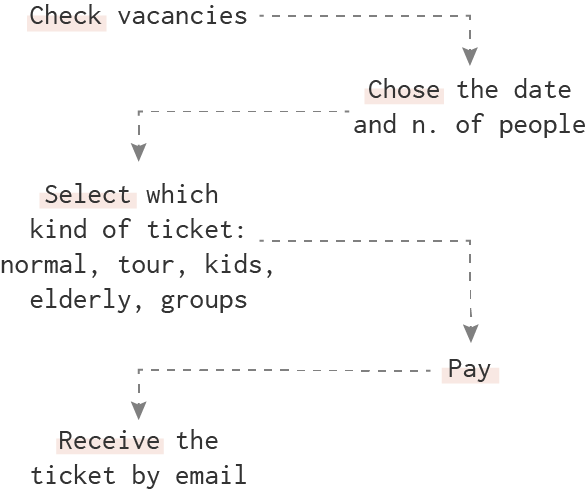 Check vacancies
Chose the date
and n. of people
Select which
kind of ticket:
normal, tour, kids,
elderly, groups
Pay
Receive the
ticket by email